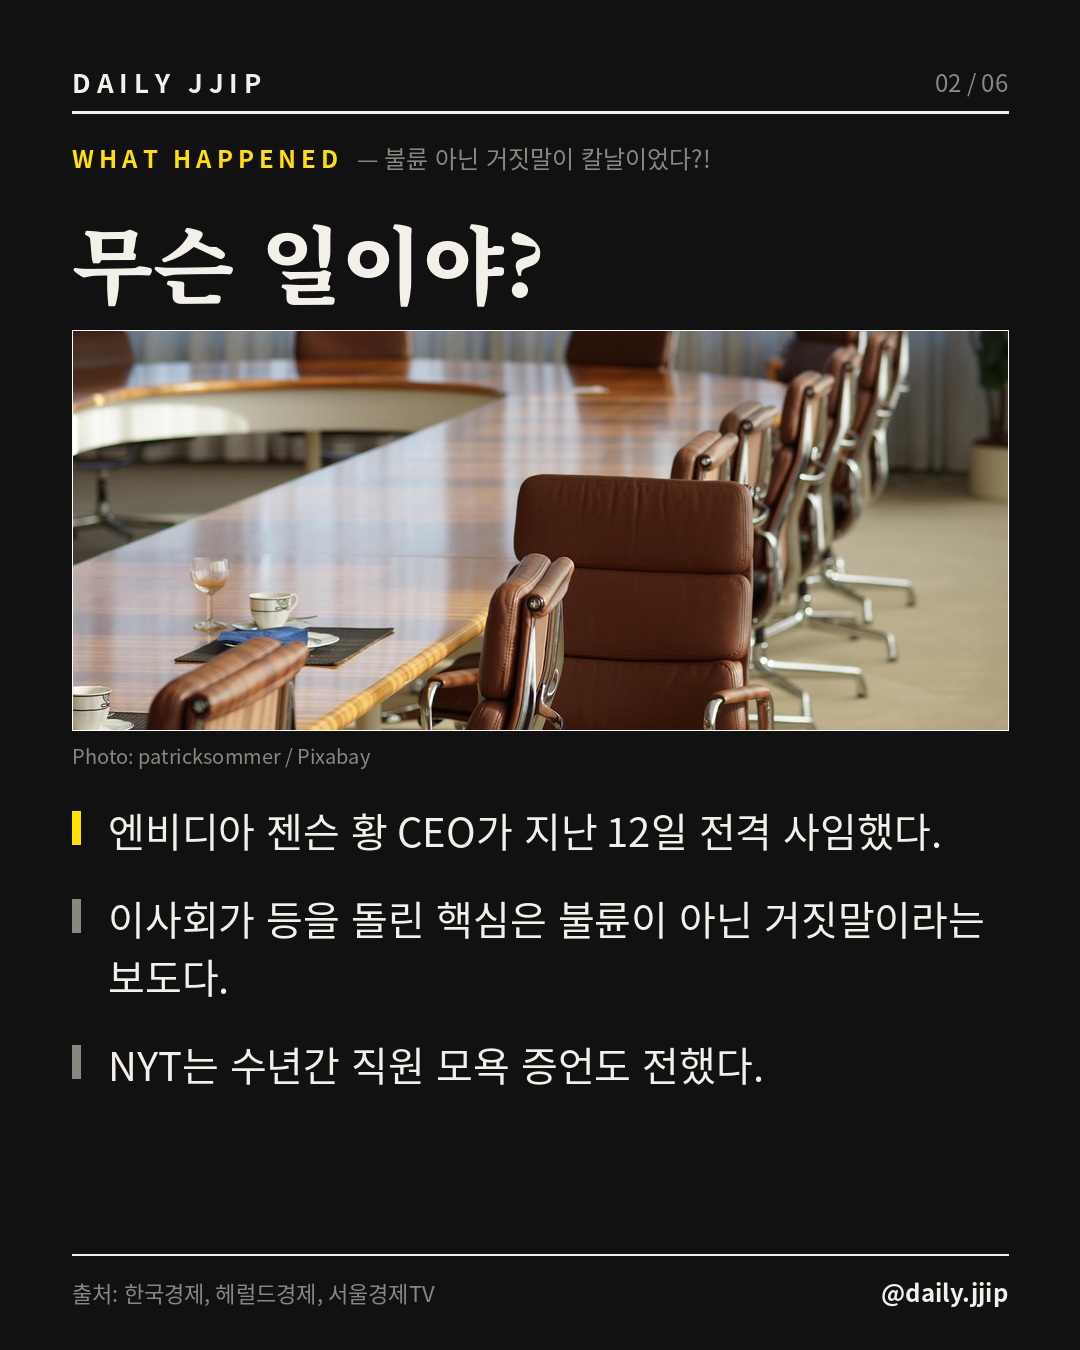 DAILY JJIP
02 / 06
WHAT HAPPENED — 불륜 아닌 거짓말이 칼날이었다?!
무슨 일이야?
Photo: patricksommer / Pixabay
엔비디아 젠슨 황 CEO가 지난 12일 전격 사임했다.
이사회가 등을 돌린 핵심은 불륜이 아닌 거짓말이라는
보도다.
NYT는 수년간 직원 모욕 증언도 전했다.
출처: 한국경제, 헤럴드경제, 서울경제TV
@daily.jjip